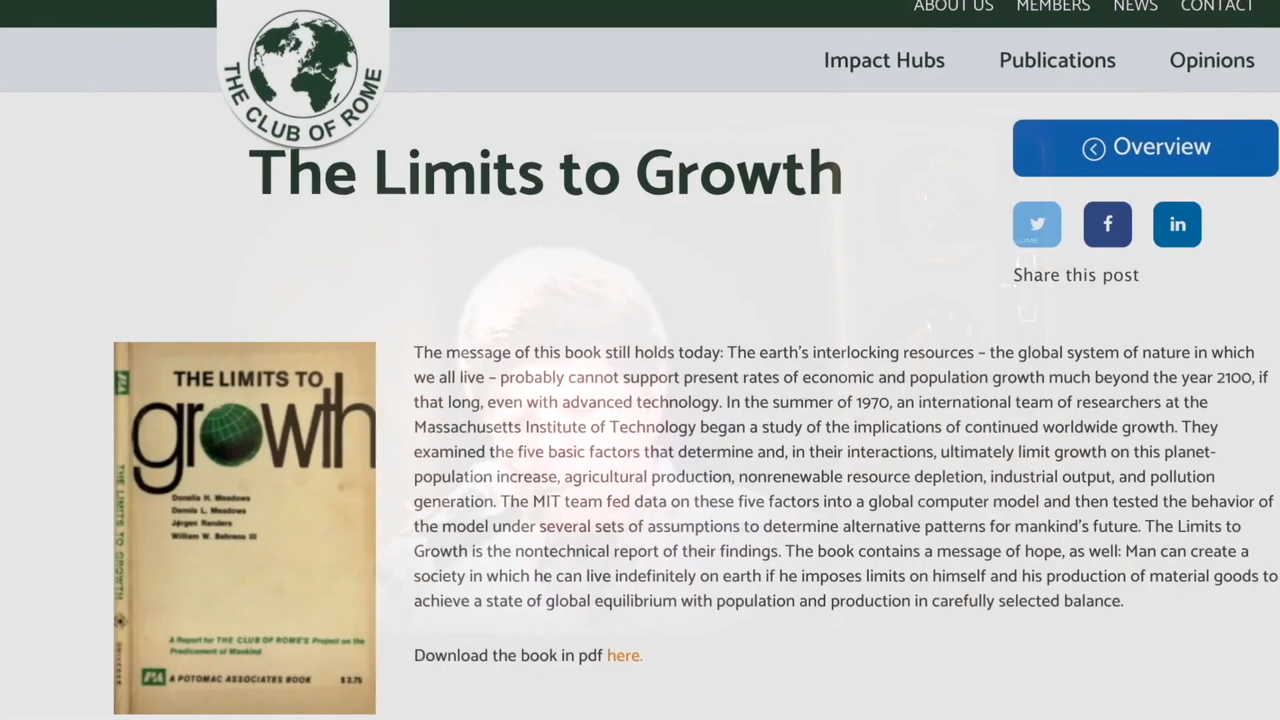 ABOUT US MEMBERS NEWS CONTACT
THE CLUB OF ROME
Impact Hubs Publications Opinions
Overview
The Limits to Growth
in
Share this post
THE LIMITS TO
growth
Donella H. Meadows
Dennis L. Meadows
Jørgen Randers
William W. Behrens III
A Report for THE CLUB OF ROME'S Project on the
Predicament of Mankind
A POTOMAC ASSOCIATES BOOK $2.75
THE LIMITS TO GROWTH
The message of this book still holds today: The earth's interlocking resources – the global system of nature in which
we all live – probably cannot support present rates of economic and population growth much beyond the year 2100, if
that long, even with advanced technology. In the summer of 1970, an international team of researchers at the
Massachusetts Institute of Technology began a study of the implications of continued worldwide growth. They
examined the five basic factors that determine and, in their interactions, ultimately limit growth on this planet-
population increase, agricultural production, nonrenewable resource depletion, industrial output, and pollution
generation. The MIT team fed data on these five factors into a global computer model and then tested the behavior of
the model under several sets of assumptions to determine alternative patterns for mankind's future. The Limits to
Growth is the nontechnical report of their findings. The book contains a message of hope, as well: Man can create a
society in which he can live indefinitely on earth if he imposes limits on himself and his production of material goods to
achieve a state of global equilibrium with population and production in carefully selected balance.
Download the book in pdf here.